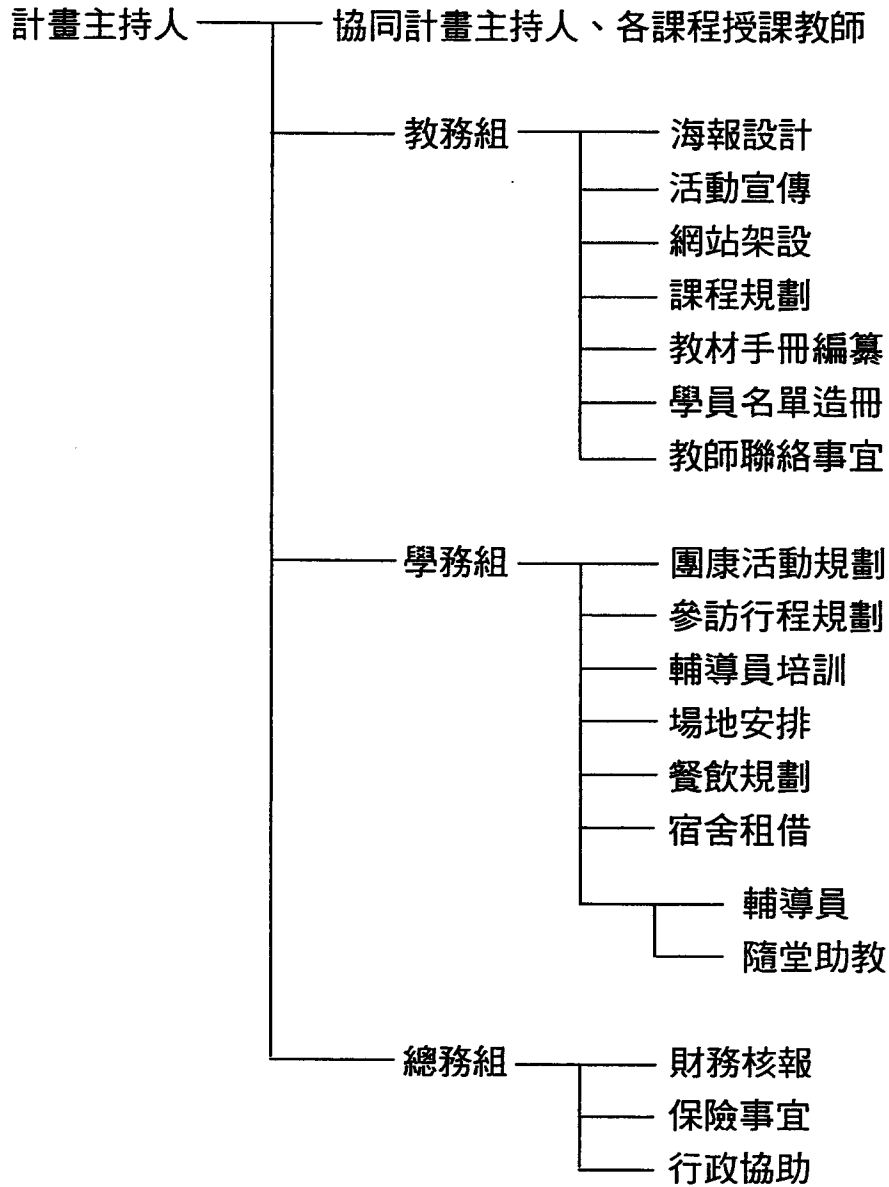 計畫主持人 協同計畫主持人、各課程授課教師
教務組 海報設計
活動宣傳
網站架設
課程規劃
教材手冊編纂
學員名單造冊
教師聯絡事宜
學務組 團康活動規劃
參訪行程規劃
輔導員培訓
場地安排
餐飲規劃
宿舍租借
輔導員
隨堂助教
總務組 財務核報
保險事宜
行政協助